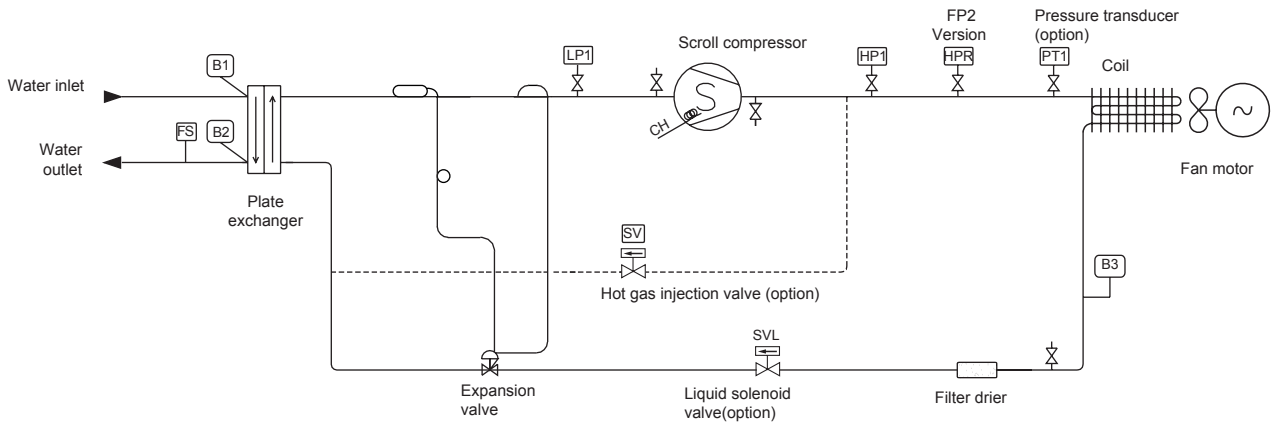 FP2
Version
Pressure transducer
(option)
Scroll compressor
LP1
HP1
HPR
PT1
Coil
B1
Water inlet
S
CH
FS
B2
Water
outlet
Plate
exchanger
Fan motor
SV
Hot gas injection valve (option)
B3
SVL
Expansion
valve
Liquid solenoid
valve(option)
Filter drier